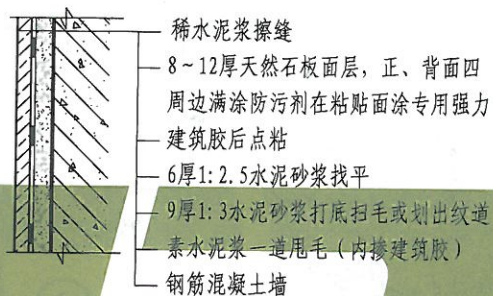 稀水泥浆擦缝
8~12厚天然石板面层，正、背面四
周边满涂防污剂在粘贴面涂专用强力
建筑胶后点粘
6厚1:2.5水泥砂浆找平
9厚1:3水泥砂浆打底扫毛或划出纹道
素水泥浆一道甩毛（内掺建筑胶）
钢筋混凝土墙